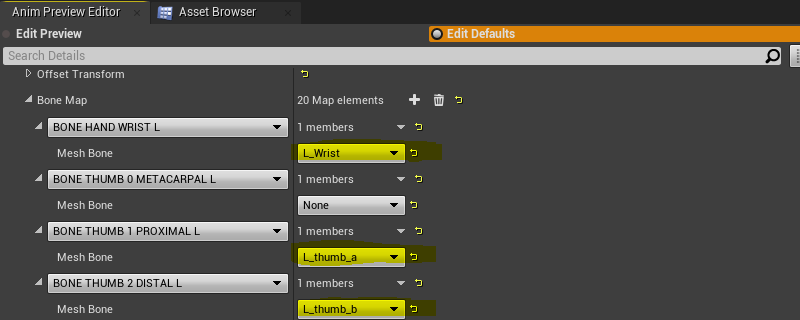 Anim Preview Editor Asset Browser
Edit Preview Edit Defaults
Search Details
Offset Transform
Bone Map 20 Map elements
BONE HAND WRIST L 1 members
Mesh Bone L_Wrist
BONE THUMB 0 METACARPAL L 1 members
Mesh Bone None
BONE THUMB 1 PROXIMAL L 1 members
Mesh Bone L_thumb_a
BONE THUMB 2 DISTAL L 1 members
Mesh Bone L_thumb_b